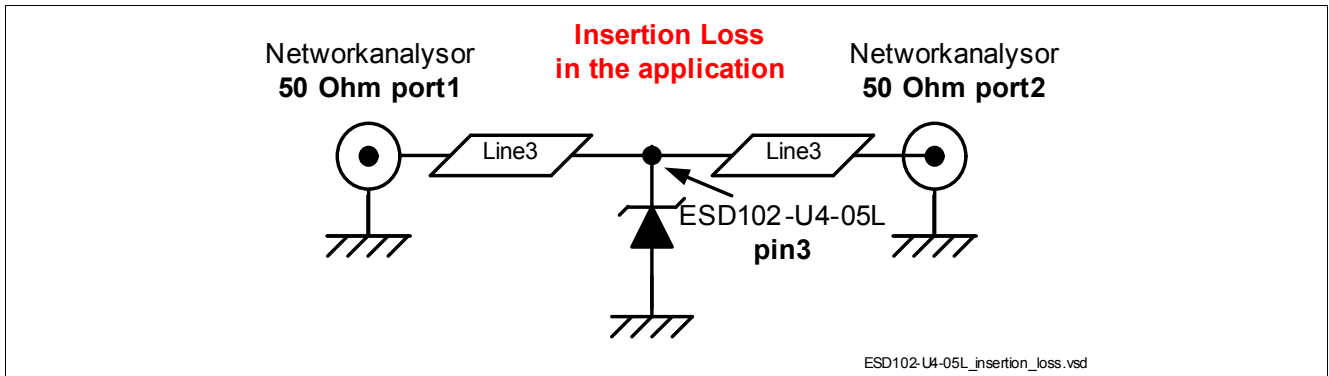 Insertion Loss
in the application
Networkanalysor
50 Ohm port1
Networkanalysor
50 Ohm port2
Line3
Line3
ESD102-U4-05L
pin3
ESD102-U4-05L_insertion_loss.vsd